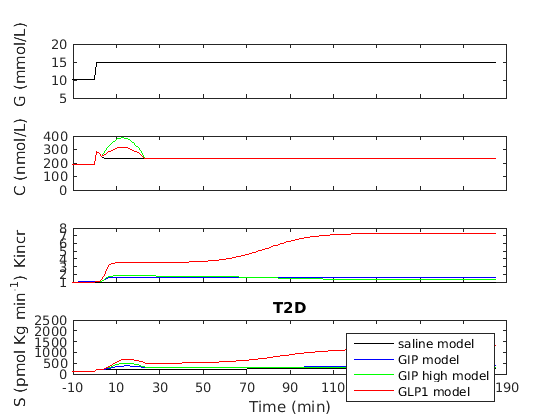 G (mmol/L)
20
15
10
5
C (nmol/L)
400
300
200
100
0
Kincr
8
7
6
5
4
3
2
1
T2D
S (pmol Kg min⁻¹)
2500
2000
1500
1000
500
0
saline model
GIP model
GIP high model
GLP1 model
-10 10 30 50 70 90 110 190
Time (min)